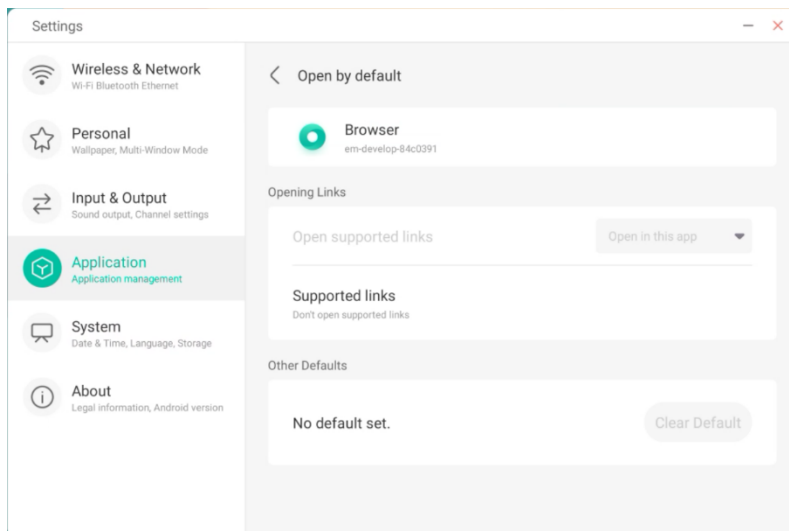 Settings
Wireless & Network
Wi-Fi Bluetooth Ethernet
Personal
Wallpaper, Multi-Window Mode
Input & Output
Sound output, Channel settings
Application
Application management
System
Date & Time, Language, Storage
About
Legal information, Android version
Open by default
Browser
em-develop-84c0391
Opening Links
Open supported links
Open in this app
Supported links
Don't open supported links
Other Defaults
No default set.
Clear Default